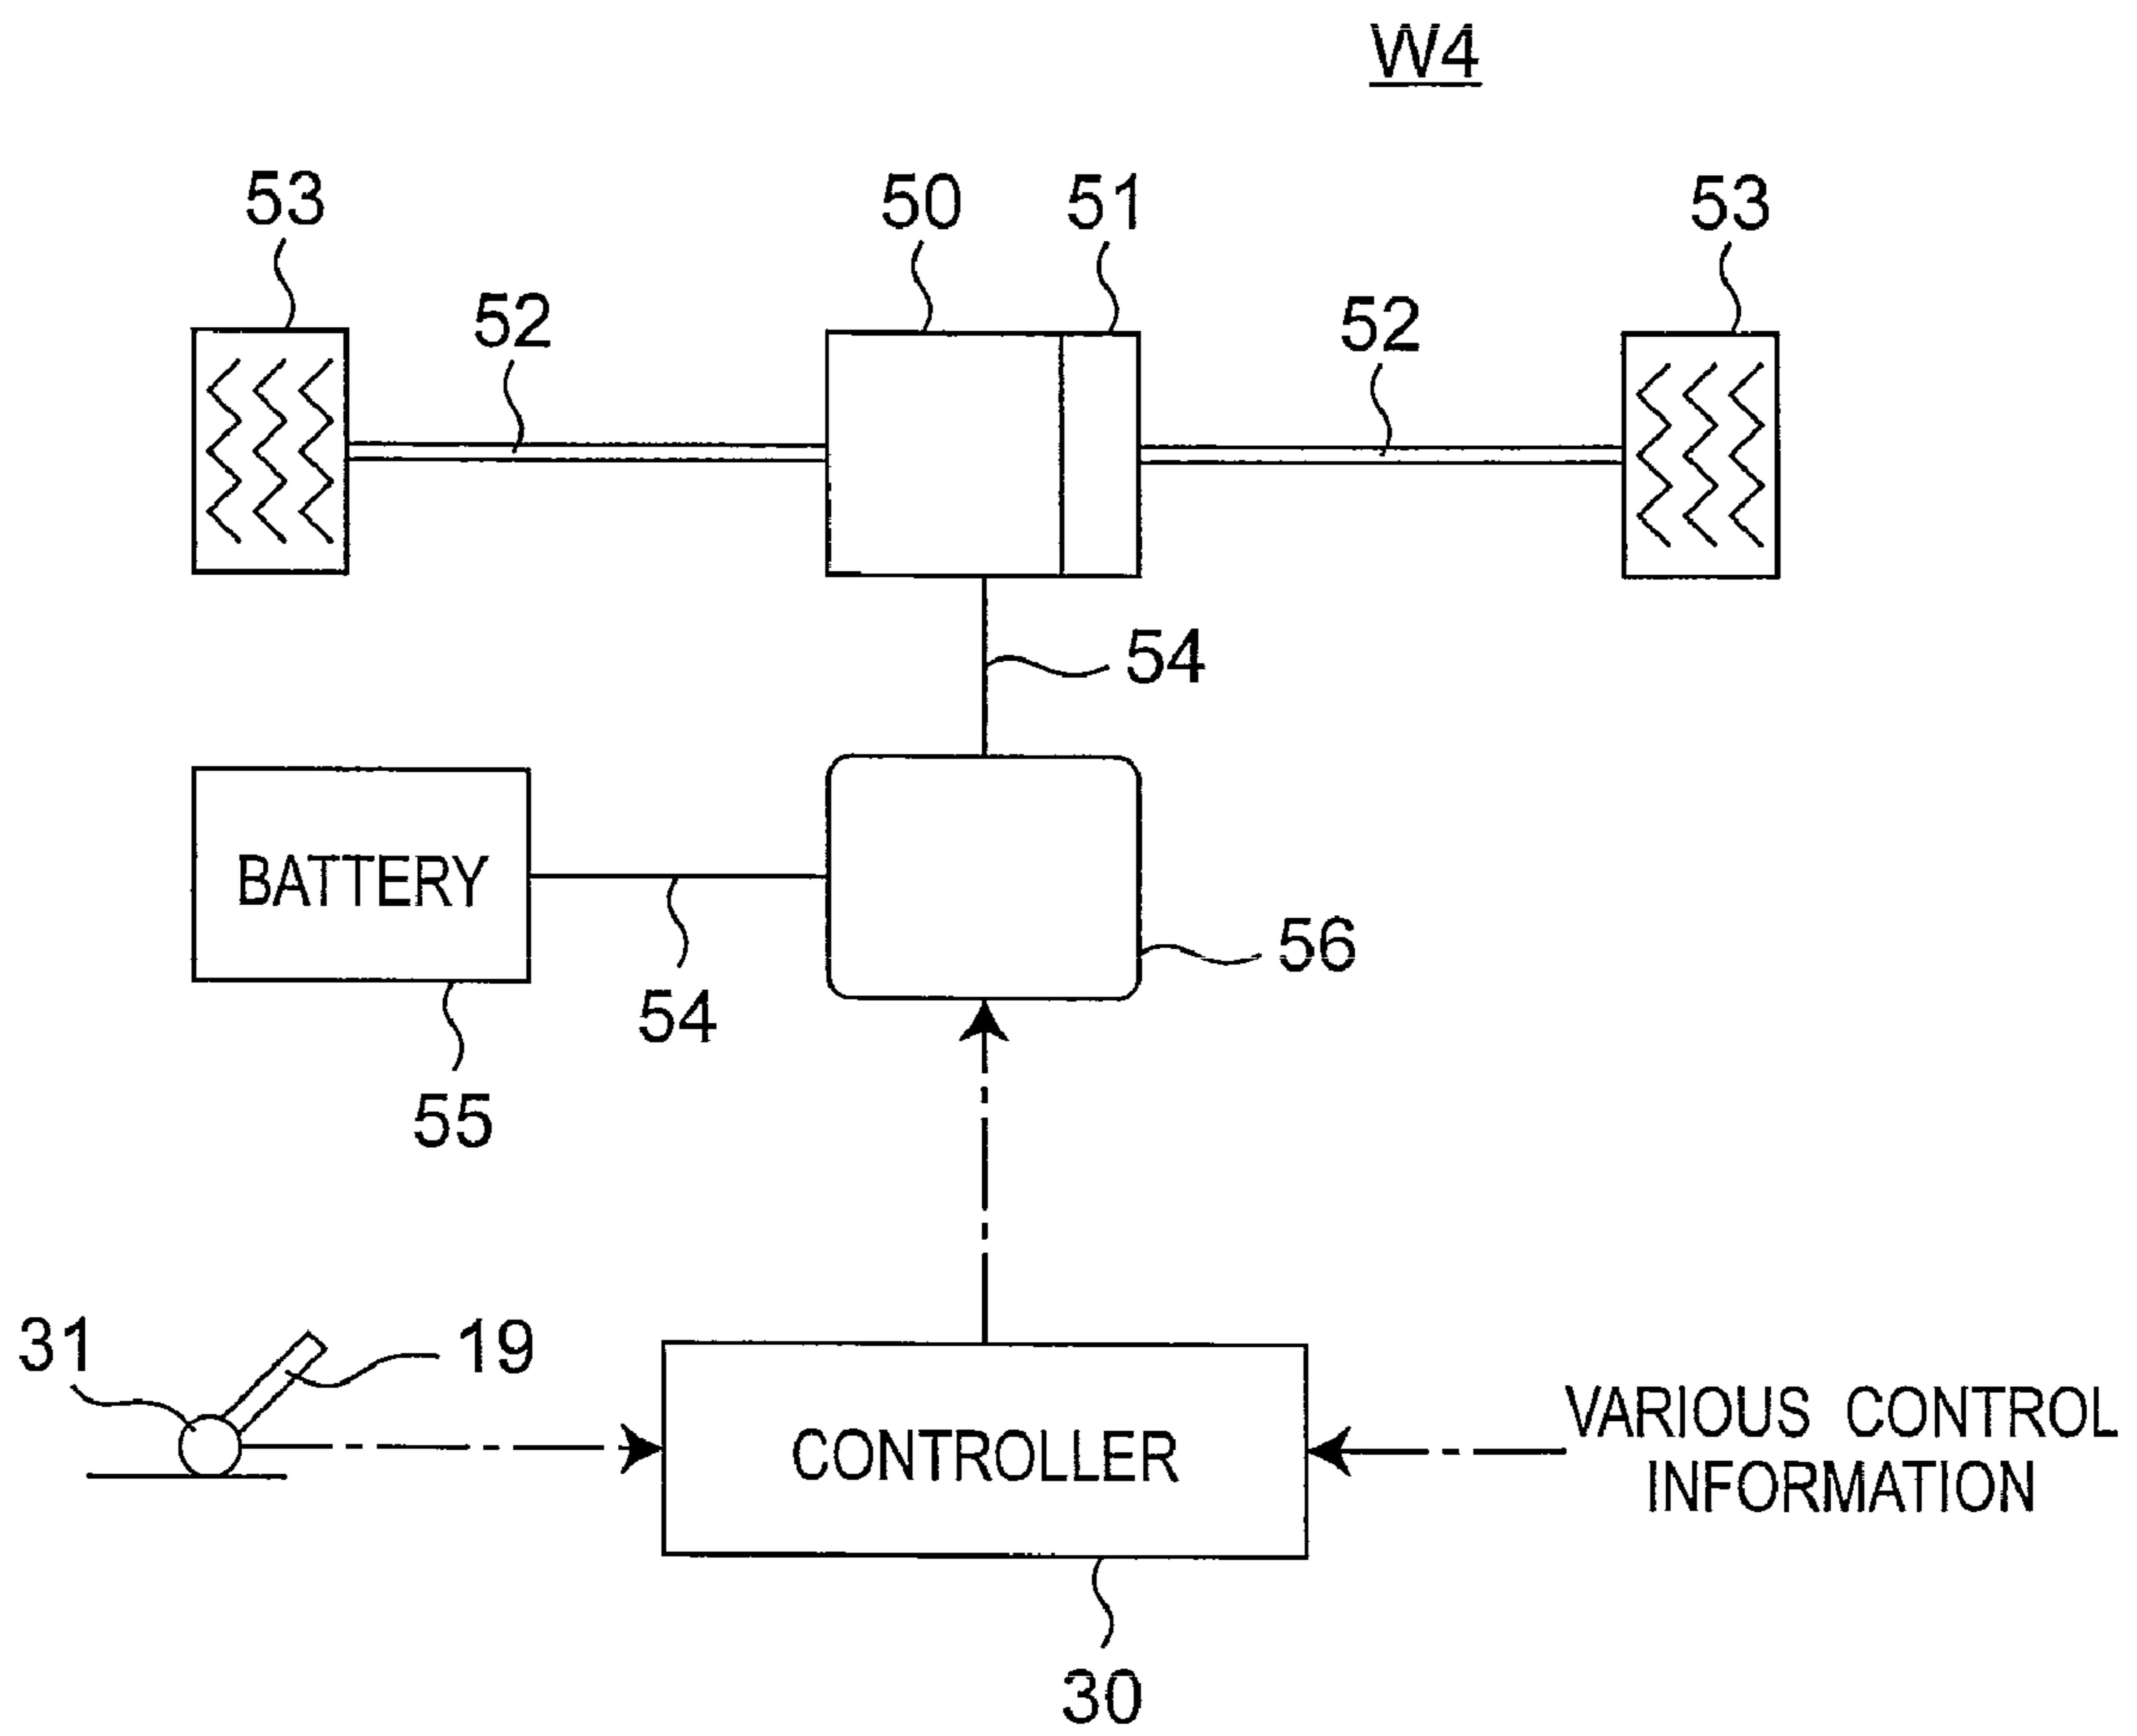 W4
53
50
51
53
52
52
54
BATTERY
56
54
55
31
19
CONTROLLER
VARIOUS CONTROL
INFORMATION
30